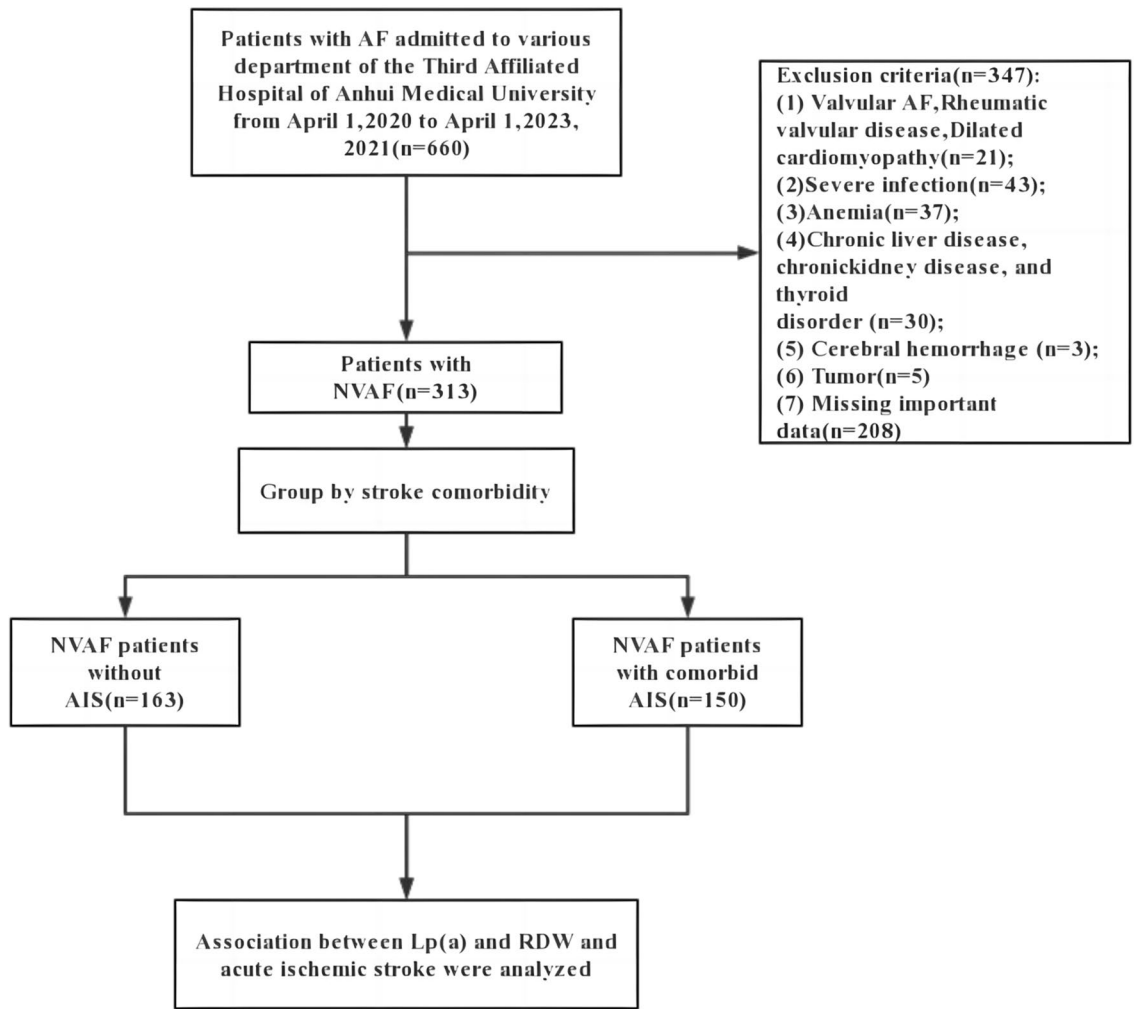 Patients with AF admitted to various
department of the Third Affiliated
Hospital of Anhui Medical University
from April 1,2020 to April 1,2023,
2021(n=660)
Exclusion criteria(n=347):
(1) Valvular AF,Rheumatic
valvular disease,Dilated
cardiomyopathy(n=21);
(2)Severe infection(n=43);
(3)Anemia(n=37);
(4)Chronic liver disease,
chronickidney disease, and
thyroid
disorder (n=30);
(5) Cerebral hemorrhage (n=3);
(6) Tumor(n=5)
(7) Missing important
data(n=208)
Patients with
NVAF(n=313)
Group by stroke comorbidity
NVAF patients
without
AIS(n=163)
NVAF patients
with comorbid
AIS(n=150)
Association between Lp(a) and RDW and
acute ischemic stroke were analyzed